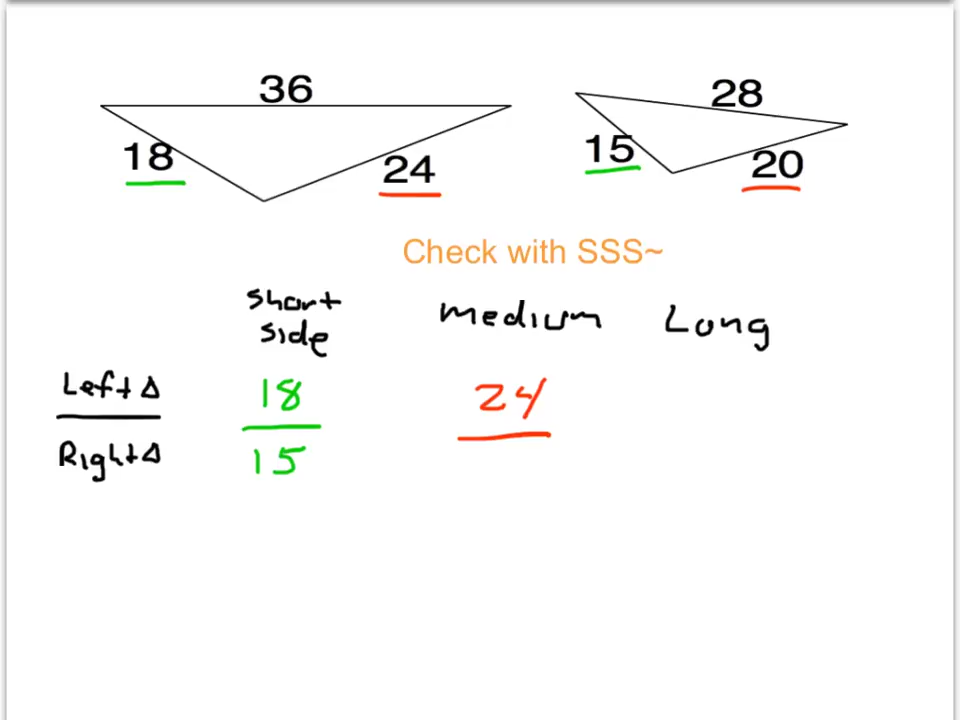 36
28
18
24
15
20
Check with SSS~
short
side
medium
Long
Left Δ
18
24
Right Δ
15